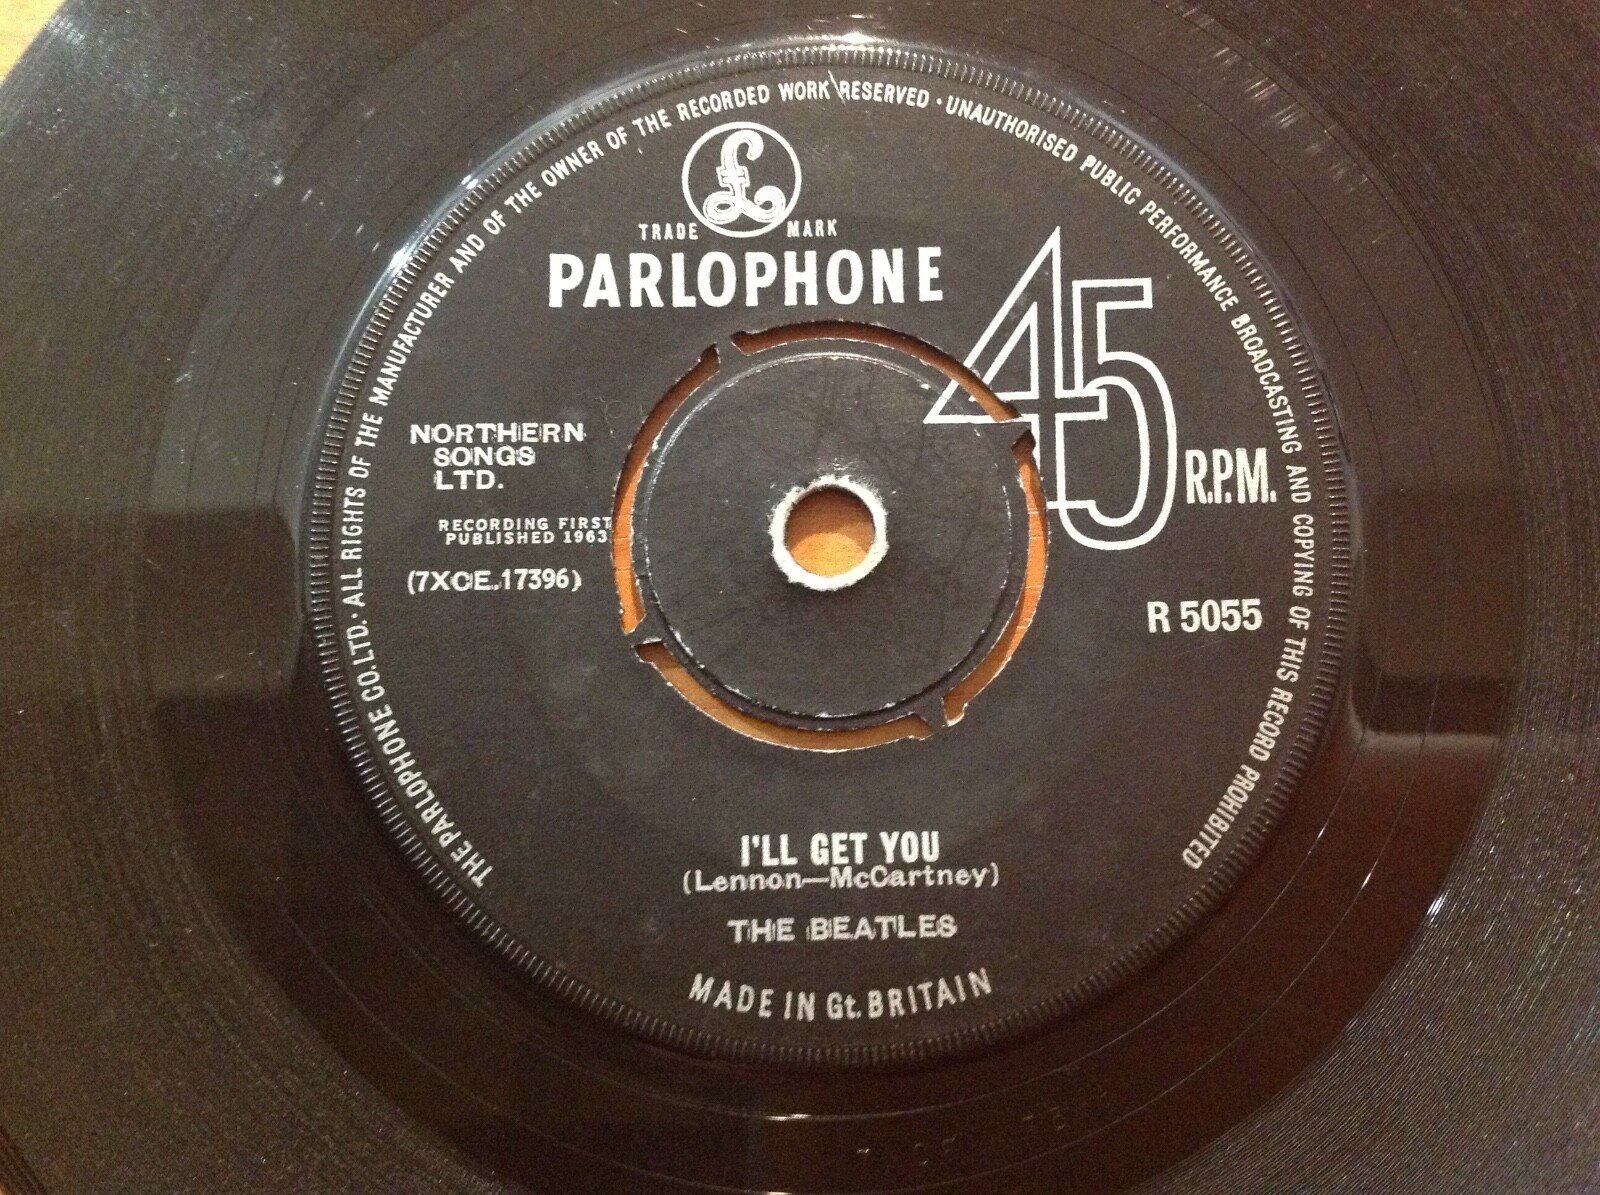 THE PARLOPHONE CO.LTD. · ALL RIGHTS OF THE MANUFACTURER AND OF THE OWNER OF THE RECORDED WORK RESERVED · UNAUTHORISED PUBLIC PERFORMANCE BROADCASTING AND COPYING OF THIS RECORD PROHIBITED
£
TRADE MARK
PARLOPHONE
45 R.P.M.
NORTHERN
SONGS
LTD.
RECORDING FIRST
PUBLISHED 1963
(7XCE.17396)
R 5055
I'LL GET YOU
(Lennon—McCartney)
THE BEATLES
MADE IN Gt. BRITAIN